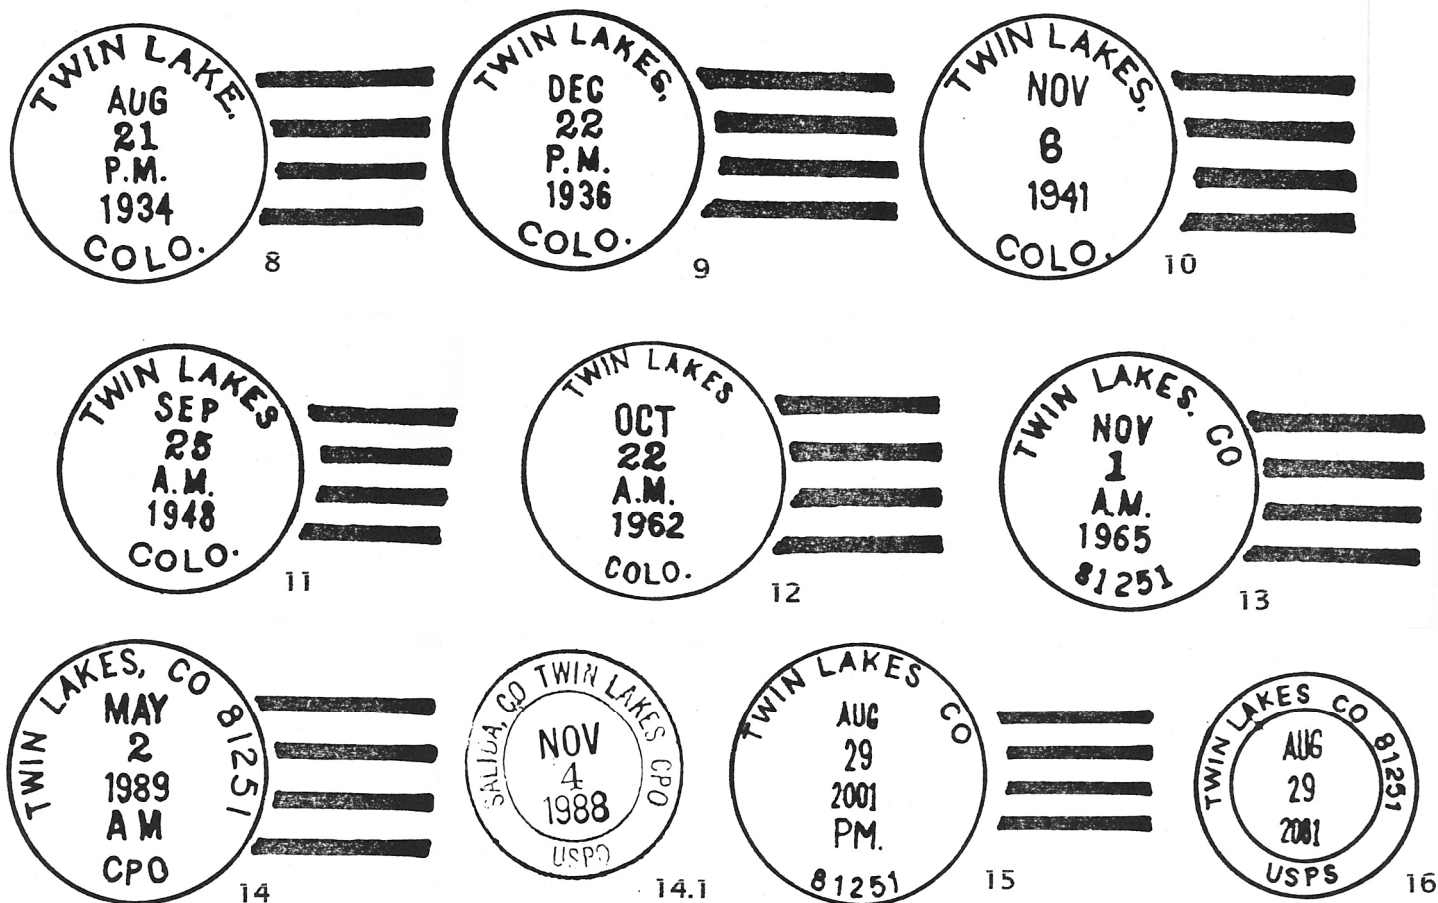 TWIN LAKE.
AUG
21
P.M.
1934
COLO.
8
TWIN LAKES,
DEC
22
P.M.
1936
COLO.
9
TWIN LAKES,
NOV
6
1941
COLO.
10
TWIN LAKES
SEP
25
A.M.
1948
COLO.
11
TWIN LAKES
OCT
22
A.M.
1962
COLO.
12
TWIN LAKES. CO
NOV
1
A.M.
1965
81251
13
TWIN LAKES, CO 81251
MAY
2
1989
AM
CPO
14
SALIDA, CO TWIN LAKES CPO
NOV
4
1988
USPO
14.1
TWIN LAKES CO
AUG
29
2001
PM.
81251
15
TWIN LAKES CO 81251
AUG
29
2001
USPS
16